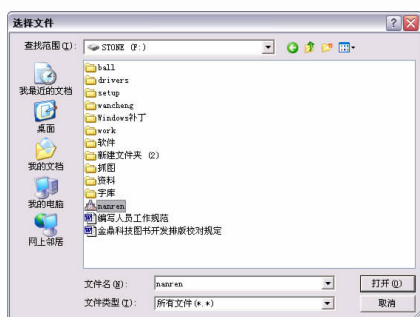 选择文件
查找范围(I): STONE (F:)
我最近的文档
桌面
我的文档
我的电脑
网上邻居
ball
drivers
setup
wancheng
Windows补丁
work
软件
新建文件夹 (2)
抓图
资料
字库
nanren
编写人员工作规范
金鼎科技图书开发排版校对规定
文件名(N): nanren 打开(O)
文件类型(T): 所有文件(*.*) 取消